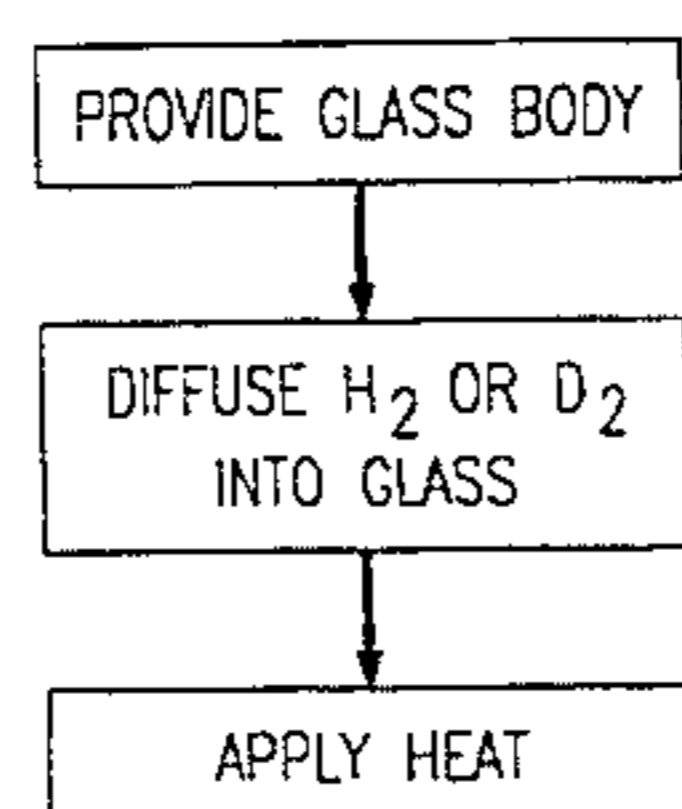 PROVIDE GLASS BODY
DIFFUSE H2 OR D2
INTO GLASS
APPLY HEAT